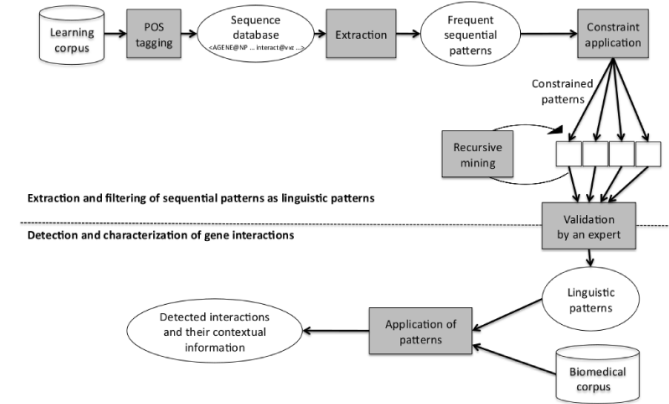 Learning
corpus
POS
tagging
Sequence
database
<AGENE@NP ... interact@vvz ...>
Extraction
Frequent
sequential
patterns
Constraint
application
Constrained
patterns
Recursive
mining
Extraction and filtering of sequential patterns as linguistic patterns
Validation
by an expert
Detection and characterization of gene interactions
Linguistic
patterns
Application of
patterns
Detected interactions
and their contextual
information
Biomedical
corpus